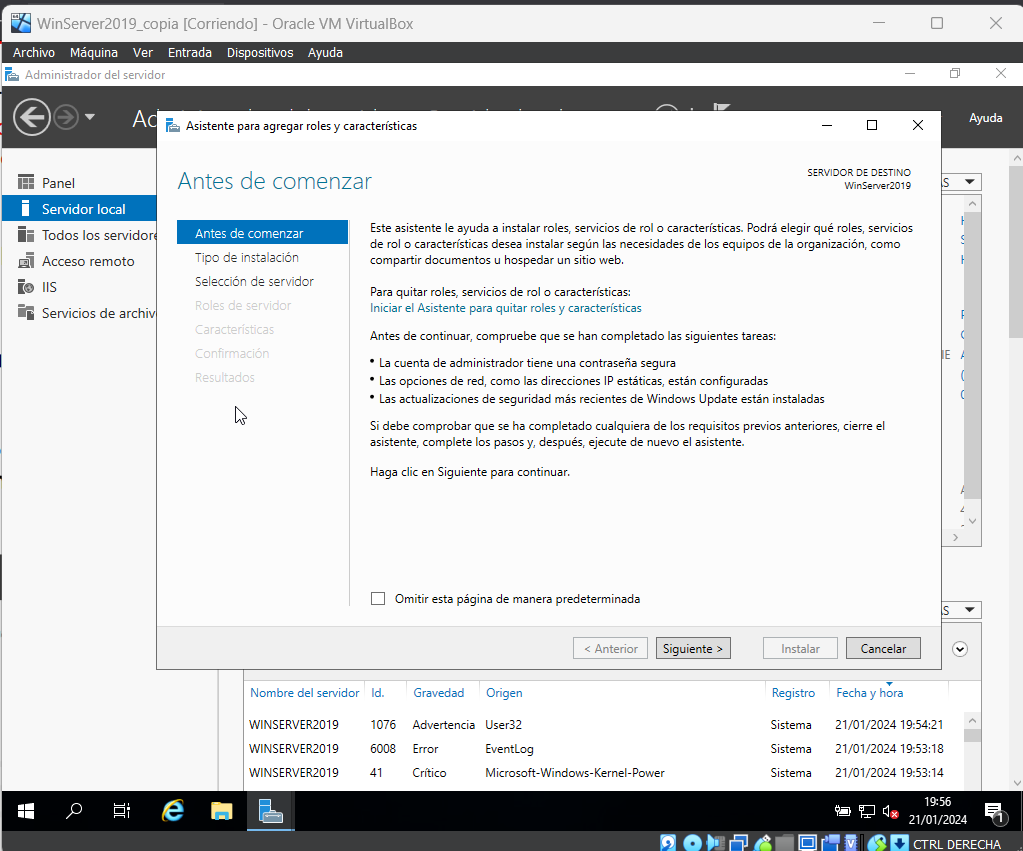 WinServer2019_copia [Corriendo] - Oracle VM VirtualBox
Archivo Máquina Ver Entrada Dispositivos Ayuda
Administrador del servidor
Ayuda
Panel
Servidor local
Todos los servidore
Acceso remoto
IIS
Servicios de archiv
Asistente para agregar roles y características
Antes de comenzar
SERVIDOR DE DESTINO
WinServer2019
Antes de comenzar
Tipo de instalación
Selección de servidor
Roles de servidor
Características
Confirmación
Resultados
Este asistente le ayuda a instalar roles, servicios de rol o características. Podrá elegir qué roles, servicios
de rol o características desea instalar según las necesidades de los equipos de la organización, como
compartir documentos u hospedar un sitio web.
Para quitar roles, servicios de rol o características:
Iniciar el Asistente para quitar roles y características
Antes de continuar, compruebe que se han completado las siguientes tareas:
• La cuenta de administrador tiene una contraseña segura
• Las opciones de red, como las direcciones IP estáticas, están configuradas
• Las actualizaciones de seguridad más recientes de Windows Update están instaladas
Si debe comprobar que se ha completado cualquiera de los requisitos previos anteriores, cierre el
asistente, complete los pasos y, después, ejecute de nuevo el asistente.
Haga clic en Siguiente para continuar.
Omitir esta página de manera predeterminada
< Anterior Siguiente > Instalar Cancelar
Nombre del servidor Id. Gravedad Origen Registro Fecha y hora
WINSERVER2019 1076 Advertencia User32 Sistema 21/01/2024 19:54:21
WINSERVER2019 6008 Error EventLog Sistema 21/01/2024 19:53:18
WINSERVER2019 41 Crítico Microsoft-Windows-Kernel-Power Sistema 21/01/2024 19:53:14
19:56
21/01/2024
1
CTRL DERECHA